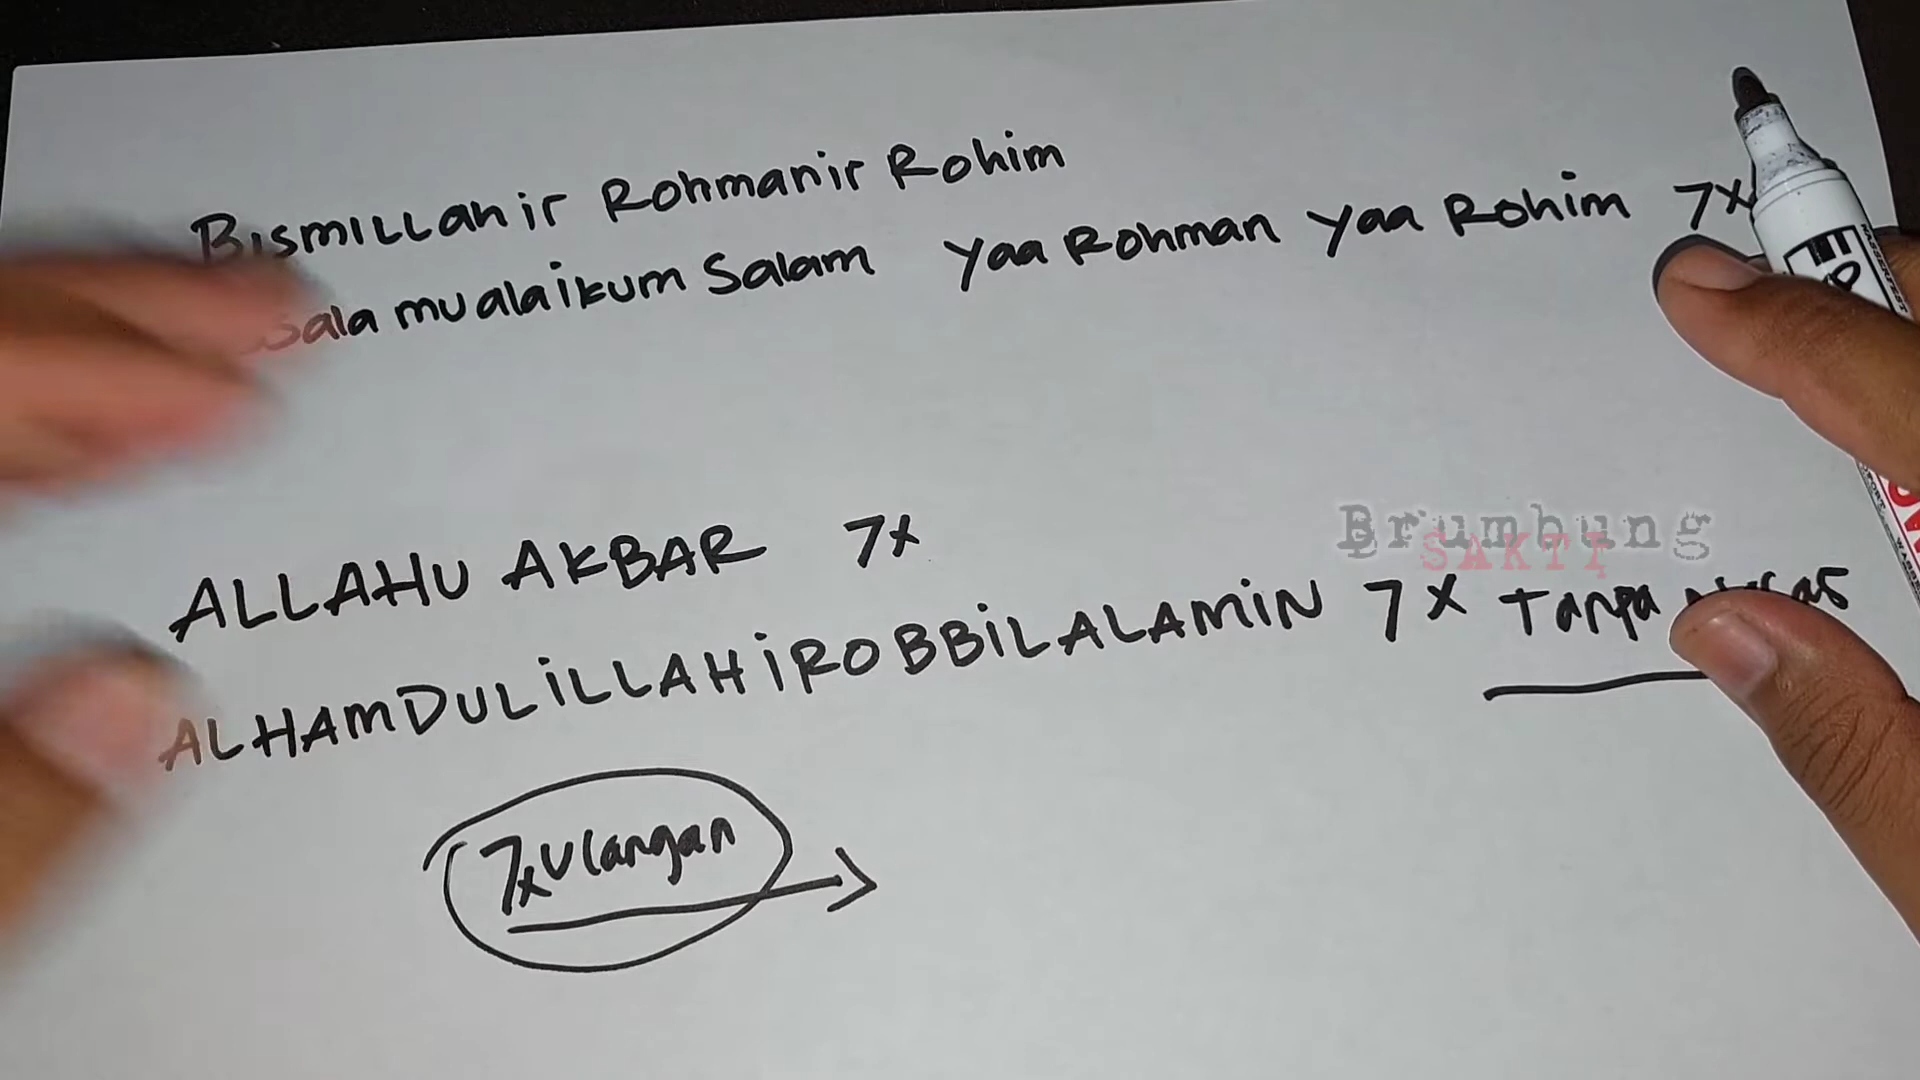 BISMILLAHir ROHmanir Rohim
salamualaikum Salam yaa Rohman yaa Rohim 7x
ALLAHU AKBAR 7x
Brumbung
SAKTI
ALHAMDULILLAHIROBBILALAMIN 7x Tanpa
7x Ulangan